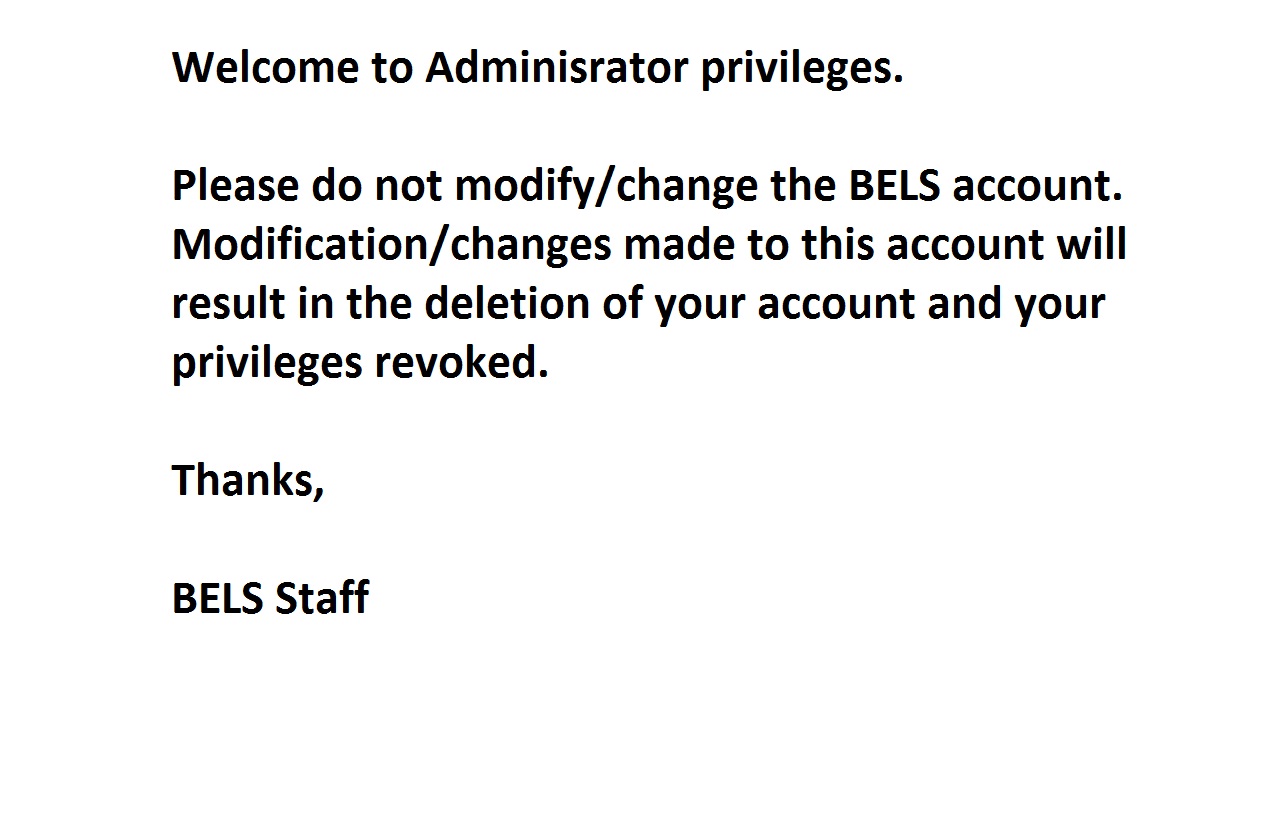 Welcome to Adminisrator privileges.
Please do not modify/change the BELS account.
Modification/changes made to this account will
result in the deletion of your account and your
privileges revoked.
Thanks,
BELS Staff